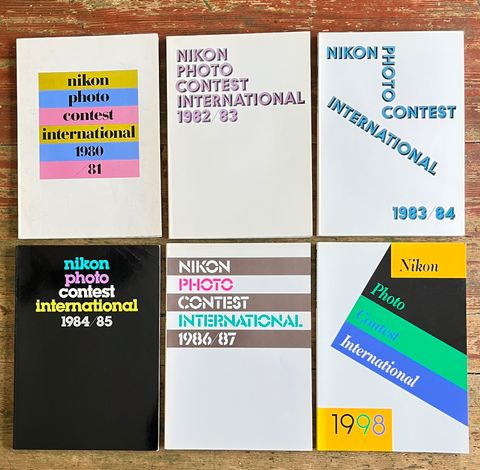 nikon
photo
contest
international
1980
/81
NIKON
PHOTO
CONTEST
INTERNATIONAL
1982/83
NIKON
PHOTO
CONTEST
INTERNATIONAL
1983/84
nikon
photo
contest
international
1984/85
NIKON
PHOTO
CONTEST
INTERNATIONAL
1986/87
Nikon
Photo
Contest
International
1998